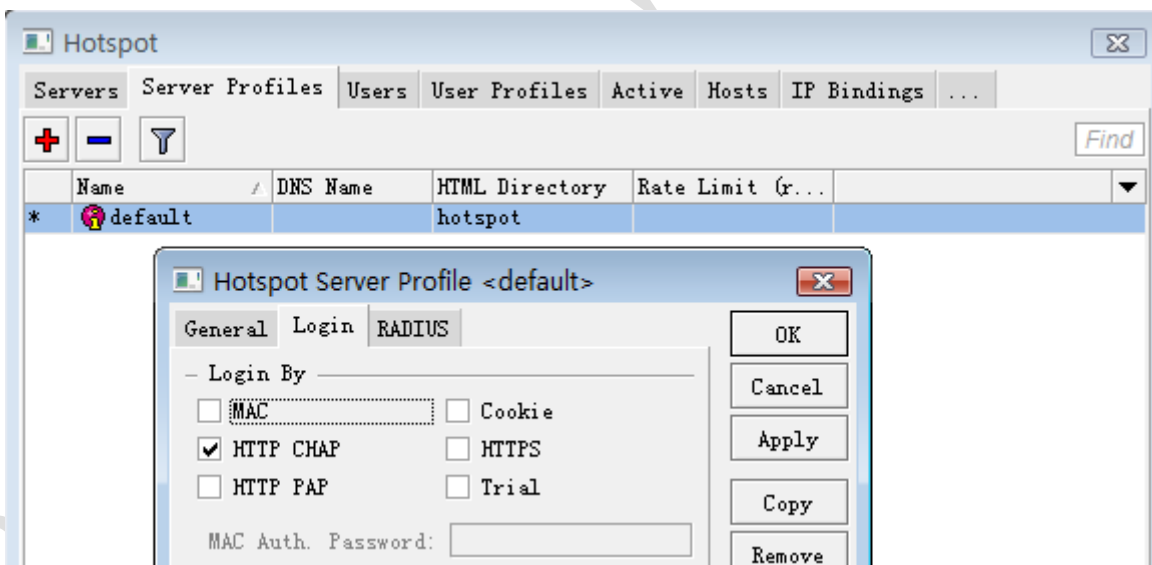 Hotspot
Servers Server Profiles Users User Profiles Active Hosts IP Bindings ...
Find
Name DNS Name HTML Directory Rate Limit (r...
* default hotspot
Hotspot Server Profile <default>
General Login RADIUS
OK
Login By
Cancel
MAC Cookie
HTTP CHAP HTTPS
Apply
HTTP PAP Trial
Copy
MAC Auth. Password:
Remove